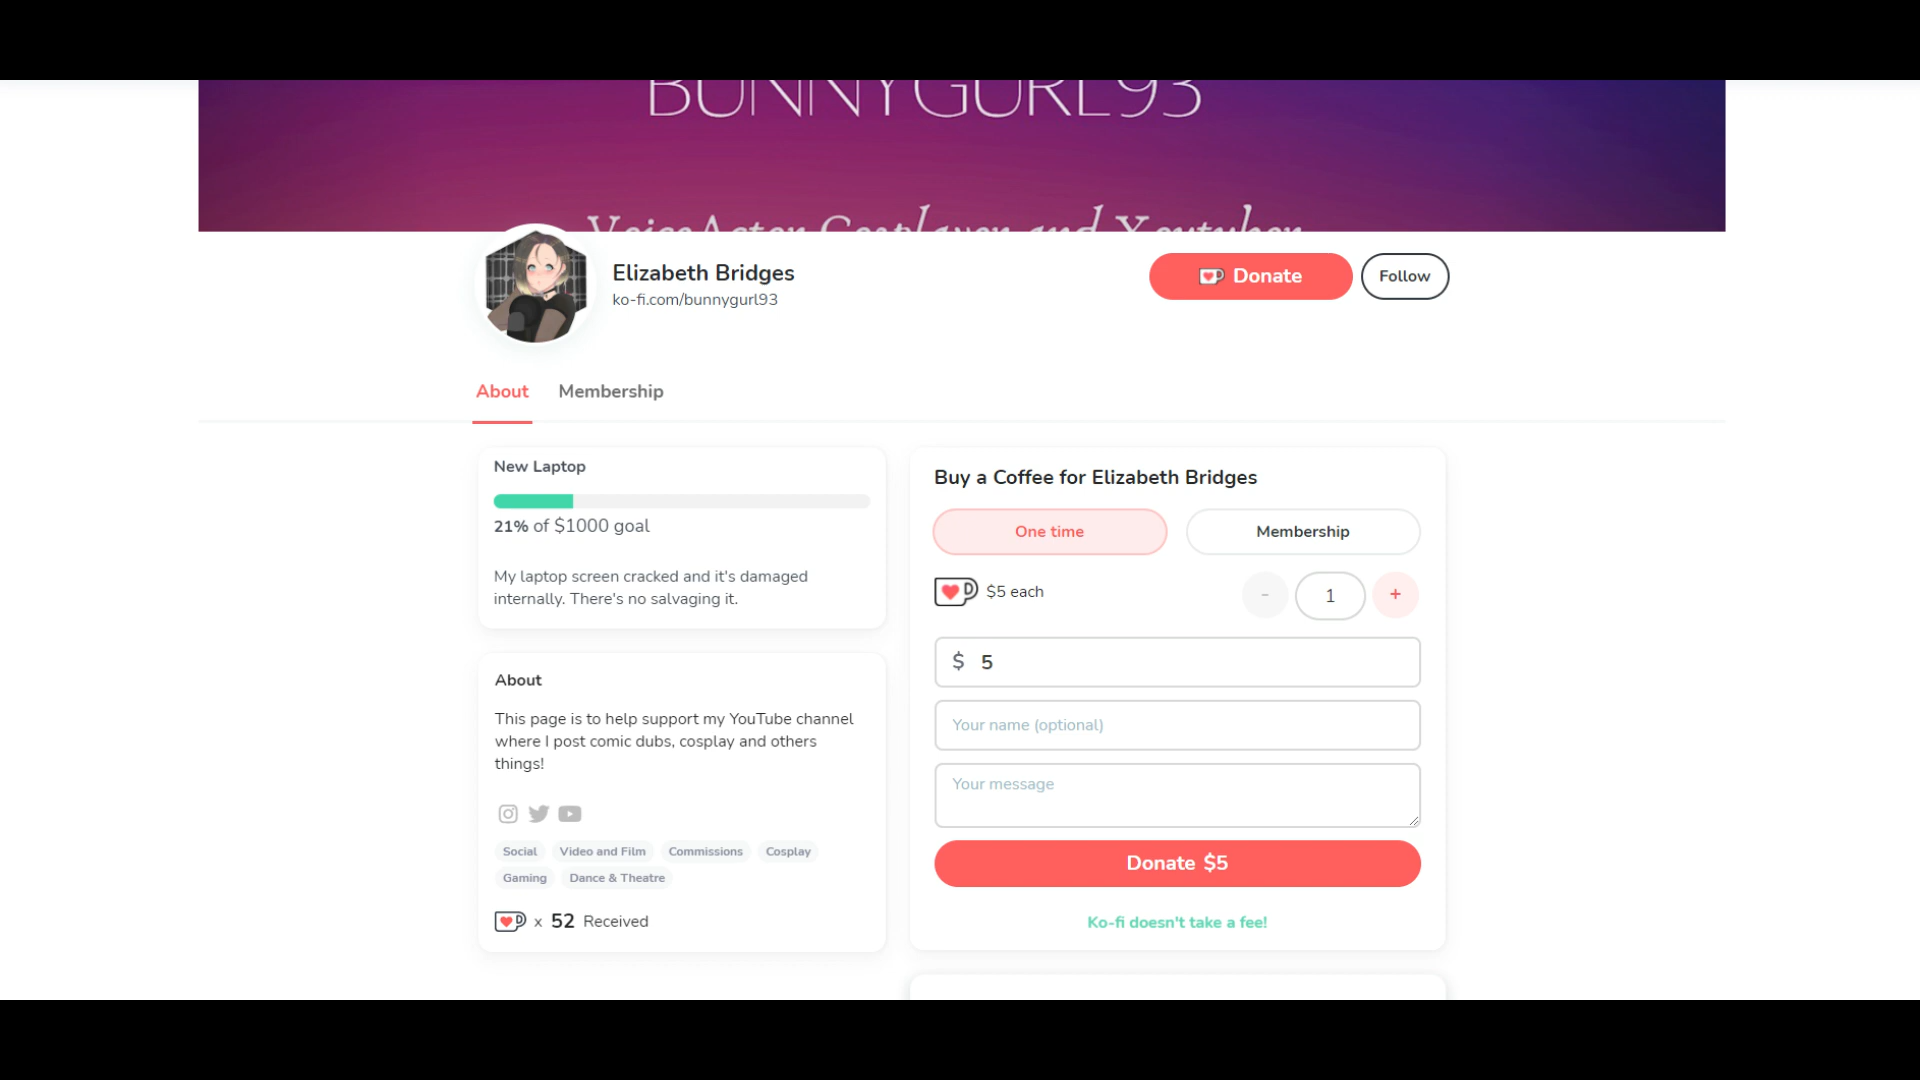 BUNNYGURL93
VoiceActor Cosplayer and Youtuber
Elizabeth Bridges
ko-fi.com/bunnygurl93
Donate
Follow
About
Membership
New Laptop
21% of $1000 goal
My laptop screen cracked and it's damaged
internally. There's no salvaging it.
About
This page is to help support my YouTube channel
where I post comic dubs, cosplay and others
things!
Social
Video and Film
Commissions
Cosplay
Gaming
Dance & Theatre
x 52 Received
Buy a Coffee for Elizabeth Bridges
One time
Membership
$5 each
-
1
+
$ 5
Your name (optional)
Your message
Donate $5
Ko-fi doesn't take a fee!